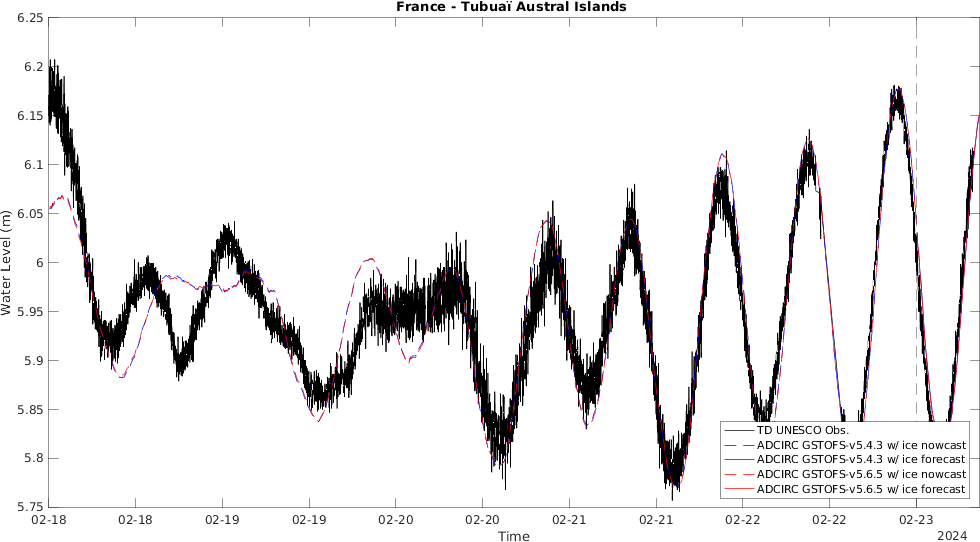 France - Tubuaï Austral Islands
6.25
6.2
6.15
6.1
6.05
6
5.95
5.9
5.85
5.8
5.75
Water Level (m)
TD UNESCO Obs.
ADCIRC GSTOFS-v5.4.3 w/ ice nowcast
ADCIRC GSTOFS-v5.4.3 w/ ice forecast
ADCIRC GSTOFS-v5.6.5 w/ ice nowcast
ADCIRC GSTOFS-v5.6.5 w/ ice forecast
02-18 02-18 02-19 02-19 02-20 02-20 02-21 02-21 02-22 02-22 02-23
Time
2024